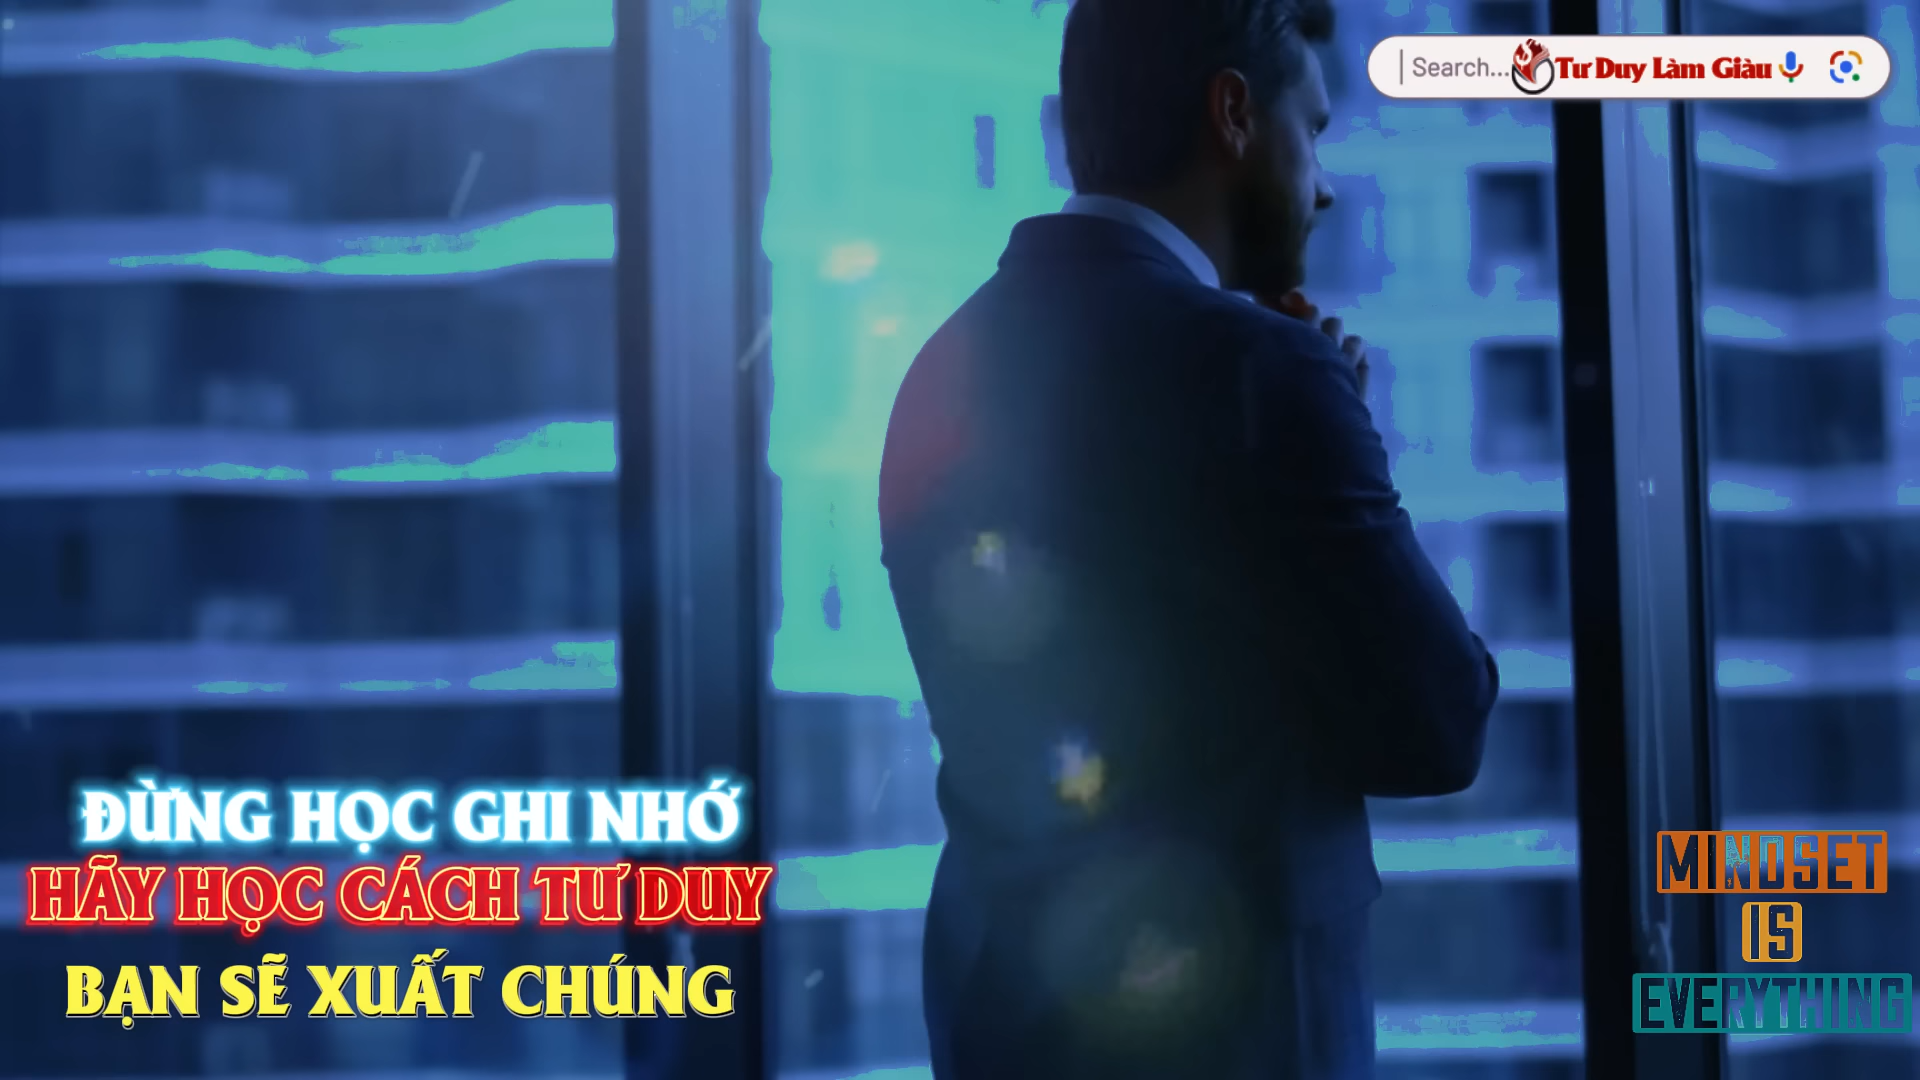 Search... Tư Duy Làm Giàu
ĐỪNG HỌC GHI NHỚ
HÃY HỌC CÁCH TƯ DUY
BẠN SẼ XUẤT CHÚNG
MINDSET
IS
EVERYTHING